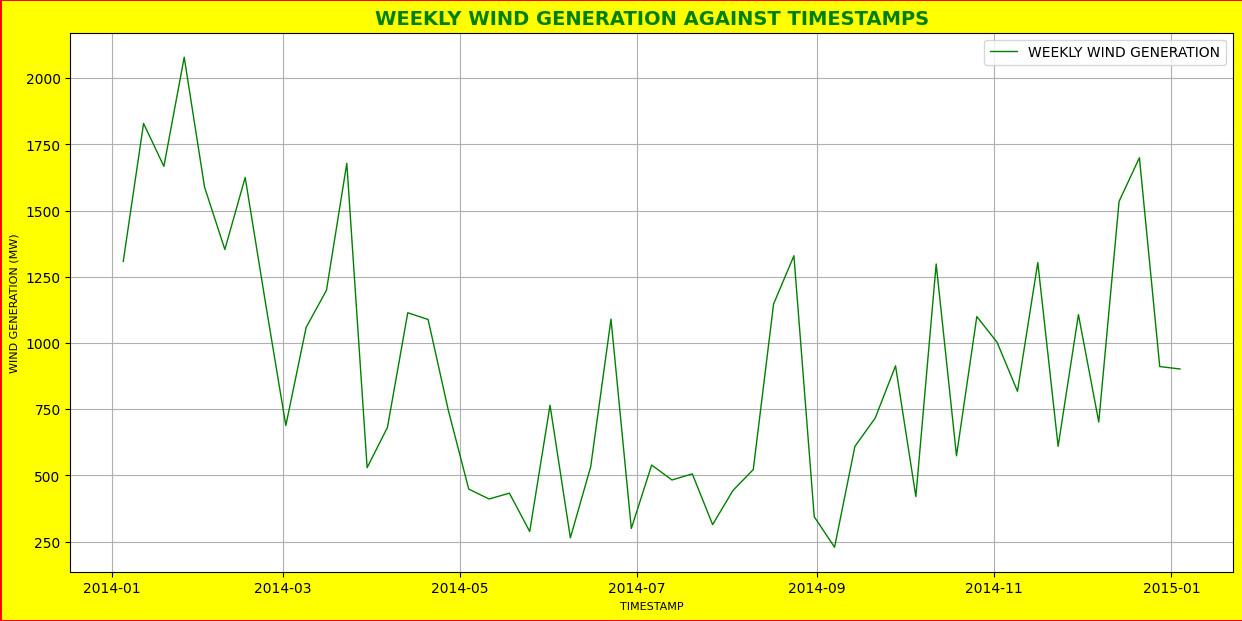 WEEKLY WIND GENERATION AGAINST TIMESTAMPS
WEEKLY WIND GENERATION
WIND GENERATION (MW)
2000
1750
1500
1250
1000
750
500
250
2014-01 2014-03 2014-05 2014-07 2014-09 2014-11 2015-01
TIMESTAMP